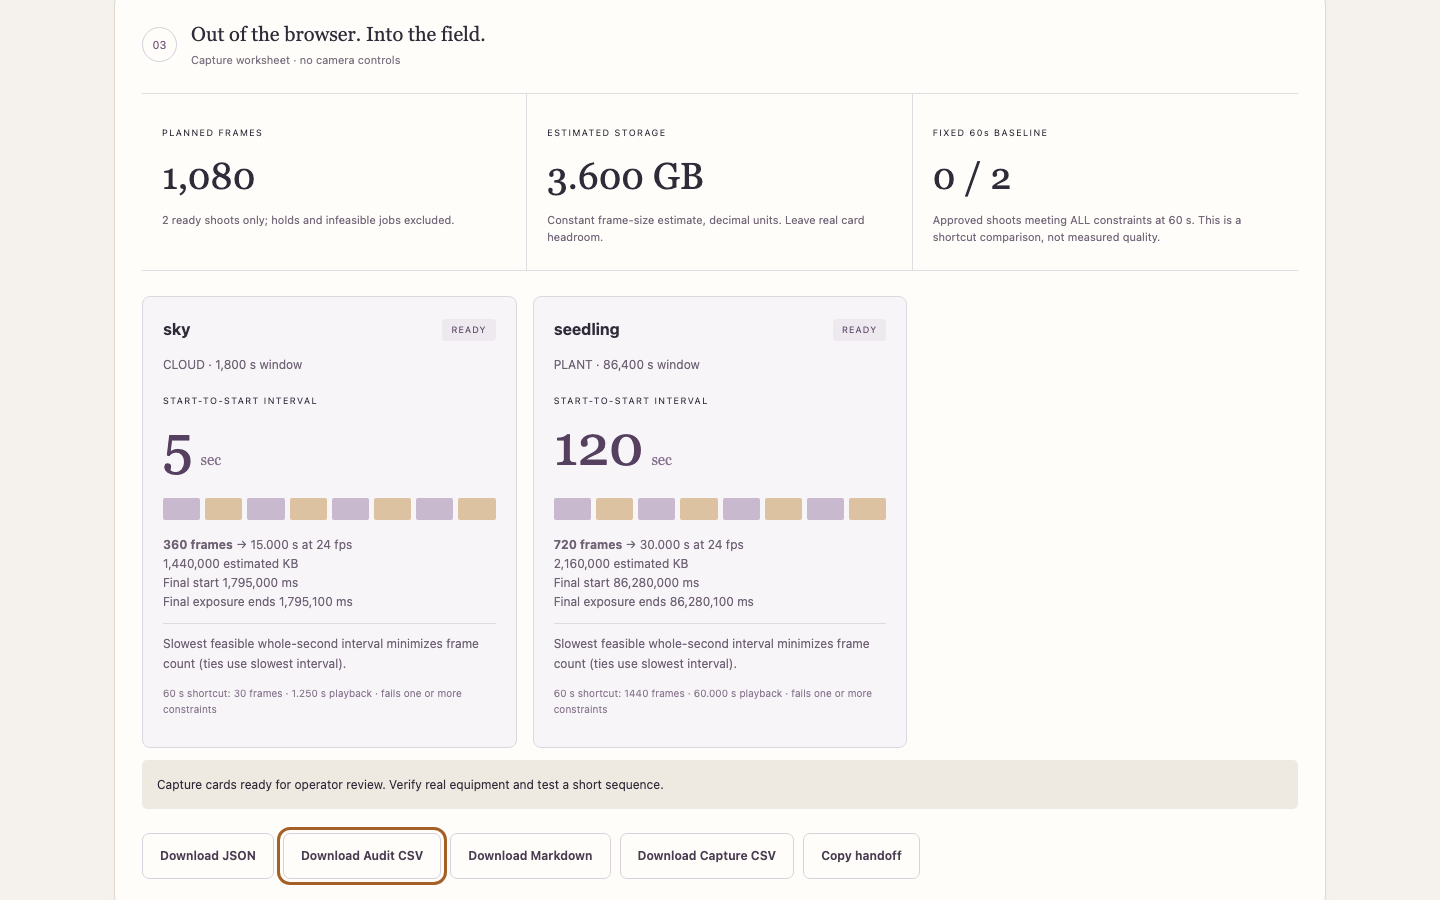 03
Out of the browser. Into the field.
Capture worksheet · no camera controls
PLANNED FRAMES
1,080
2 ready shoots only; holds and infeasible jobs excluded.
ESTIMATED STORAGE
3.600 GB
Constant frame-size estimate, decimal units. Leave real card
headroom.
FIXED 60s BASELINE
0 / 2
Approved shoots meeting ALL constraints at 60 s. This is a
shortcut comparison, not measured quality.
sky
READY
CLOUD · 1,800 s window
START-TO-START INTERVAL
5 sec
360 frames → 15.000 s at 24 fps
1,440,000 estimated KB
Final start 1,795,000 ms
Final exposure ends 1,795,100 ms
Slowest feasible whole-second interval minimizes frame
count (ties use slowest interval).
60 s shortcut: 30 frames · 1.250 s playback · fails one or more
constraints
seedling
READY
PLANT · 86,400 s window
START-TO-START INTERVAL
120 sec
720 frames → 30.000 s at 24 fps
2,160,000 estimated KB
Final start 86,280,000 ms
Final exposure ends 86,280,100 ms
Slowest feasible whole-second interval minimizes frame
count (ties use slowest interval).
60 s shortcut: 1440 frames · 60.000 s playback · fails one or more
constraints
Capture cards ready for operator review. Verify real equipment and test a short sequence.
Download JSON
Download Audit CSV
Download Markdown
Download Capture CSV
Copy handoff